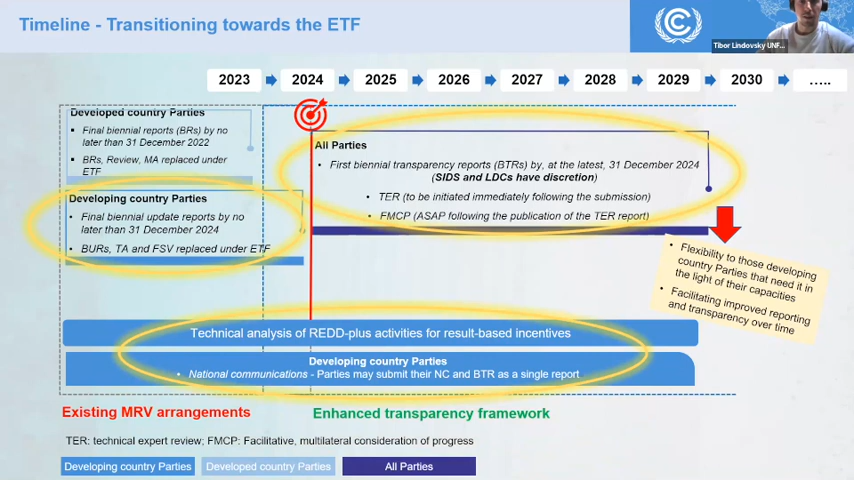 Timeline - Transitioning towards the ETF
Tibor Lindovsky UNF...
2023
2024
2025
2026
2027
2028
2029
2030
.....
Developed country Parties
Final biennial reports (BRs) by no
later than 31 December 2022
BRs, Review, MA replaced under
ETF
Developing country Parties
Final biennial update reports by no
later than 31 December 2024
BURs, TA and FSV replaced under ETF
All Parties
First biennial transparency reports (BTRs) by, at the latest, 31 December 2024
(SIDS and LDCs have discretion)
TER (to be initiated immediately following the submission)
FMCP (ASAP following the publication of the TER report)
Flexibility to those developing
country Parties that need it in
the light of their capacities
Facilitating improved reporting
and transparency over time
Technical analysis of REDD-plus activities for result-based incentives
Developing country Parties
National communications - Parties may submit their NC and BTR as a single report
Existing MRV arrangements
Enhanced transparency framework
TER: technical expert review; FMCP: Facilitative, multilateral consideration of progress
Developing country Parties
Developed country Parties
All Parties